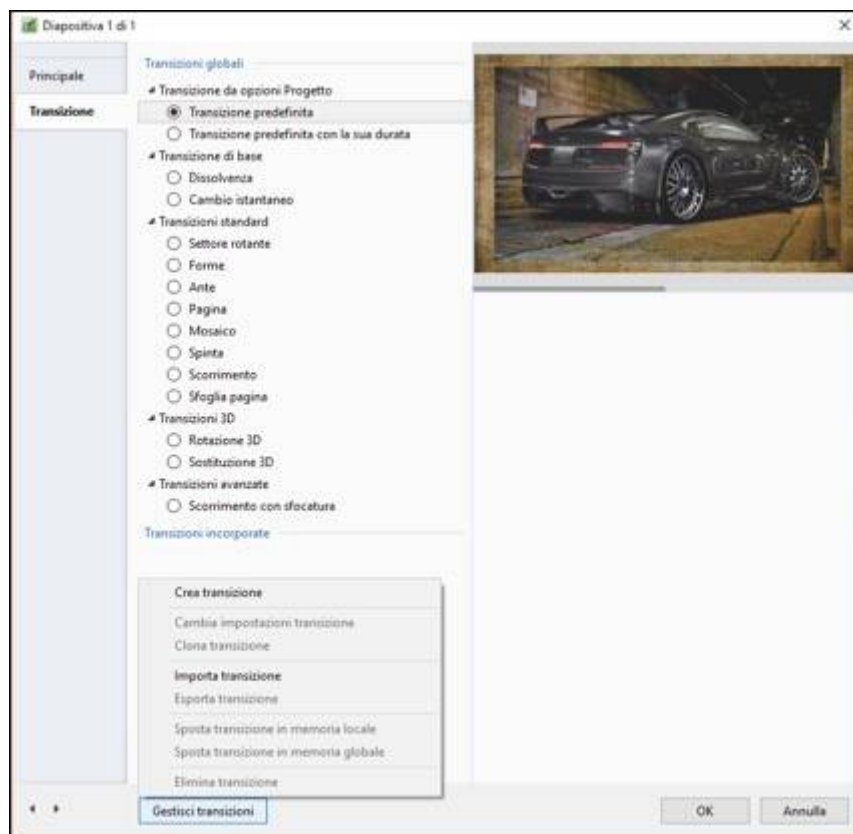 Diapositiva 1 di 1
Principale
Transizione
Transizioni globali
Transizione da opzioni Progetto
Transizione predefinita
Transizione predefinita con la sua durata
Transizione di base
Dissolvenza
Cambio istantaneo
Transizioni standard
Settore rotante
Forme
Ante
Pagina
Mosaico
Spinta
Scorrimento
Sfoglia pagina
Transizioni 3D
Rotazione 3D
Sostituzione 3D
Transizioni avanzate
Scorrimento con sfocatura
Transizioni incorporate
Crea transizione
Cambia impostazioni transizione
Clona transizione
Importa transizione
Esporta transizione
Sposta transizione in memoria locale
Sposta transizione in memoria globale
Elimina transizione
Gestisci transizioni
OK
Annulla